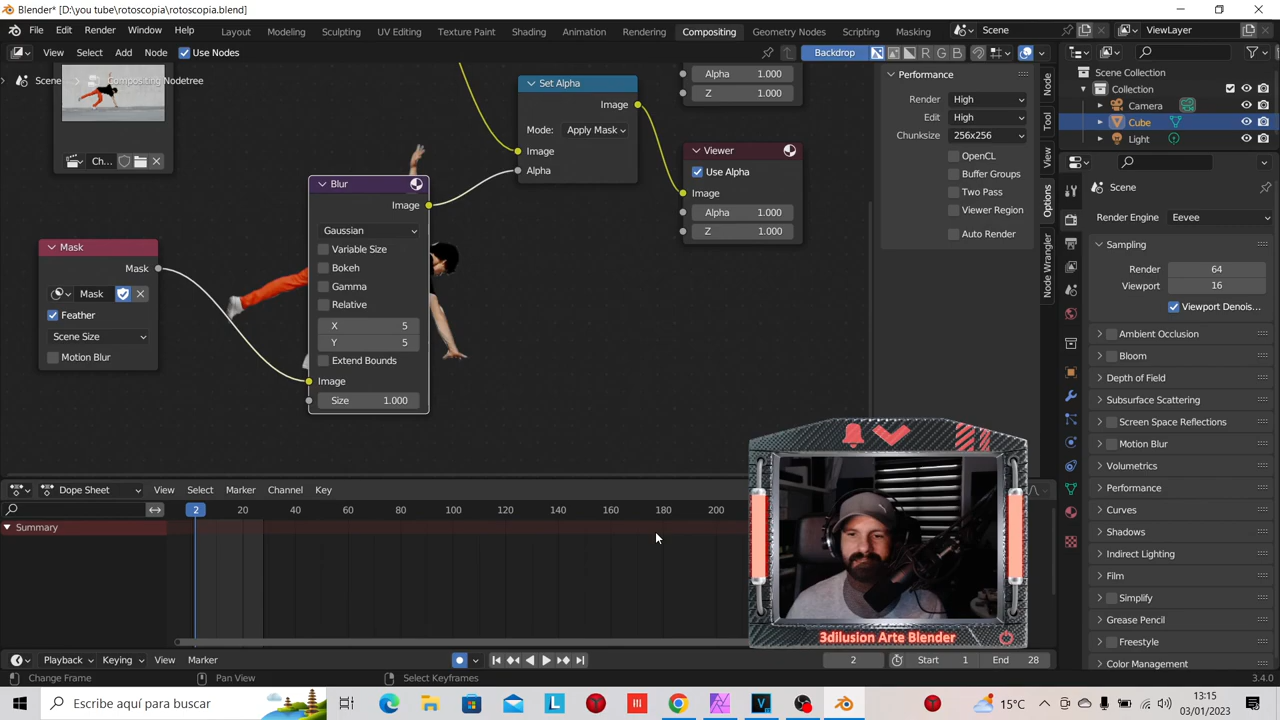 Blender* [D:\you tube\rotoscopia\rotoscopia.blend]
File Edit Render Window Help Layout Modeling Sculpting UV Editing Texture Paint Shading Animation Rendering Compositing Geometry Nodes Scripting Masking Scene ViewLayer
View Select Add Node Use Nodes Backdrop R G B
Scene Compositing Nodetree
Ch...
Mask
Mask
Mask
Feather
Scene Size
Motion Blur
Blur
Image
Gaussian
Variable Size
Bokeh
Gamma
Relative
X 5
Y 5
Extend Bounds
Image
Size 1.000
Set Alpha
Image
Mode: Apply Mask
Image
Alpha
Alpha 1.000
Z 1.000
Viewer
Use Alpha
Image
Alpha 1.000
Z 1.000
Performance
Render High
Edit High
Chunksize 256x256
OpenCL
Buffer Groups
Two Pass
Viewer Region
Auto Render
Node
Tool
View
Options
Node Wrangler
Scene Collection
Collection
Camera
Cube
Light
Scene
Render Engine Eevee
Sampling
Render 64
Viewport 16
Viewport Denois...
Ambient Occlusion
Bloom
Depth of Field
Subsurface Scattering
Screen Space Reflections
Motion Blur
Volumetrics
Performance
Curves
Shadows
Indirect Lighting
Film
Simplify
Grease Pencil
Freestyle
Color Management
Dope Sheet View Select Marker Channel Key
2 20 40 60 80 100 120 140 160 180 200
Summary
3dilusion Arte Blender
Playback Keying View Marker 2 Start 1 End 28
Change Frame Pan View Select Keyframes 3.4.0
Escribe aquí para buscar 15°C 13:15
03/01/2023